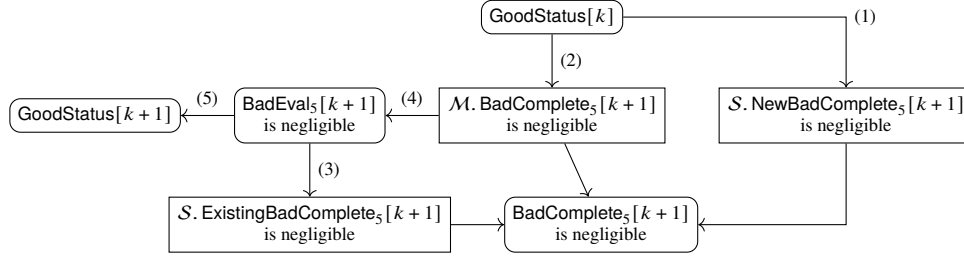 GoodStatus[k]
(1)
(2)
GoodStatus[k+1]
(5)
BadEval₅[k+1]
is negligible
(4)
𝓜.BadComplete₅[k+1]
is negligible
𝓢.NewBadComplete₅[k+1]
is negligible
(3)
𝓢.ExistingBadComplete₅[k+1]
is negligible
BadComplete₅[k+1]
is negligible